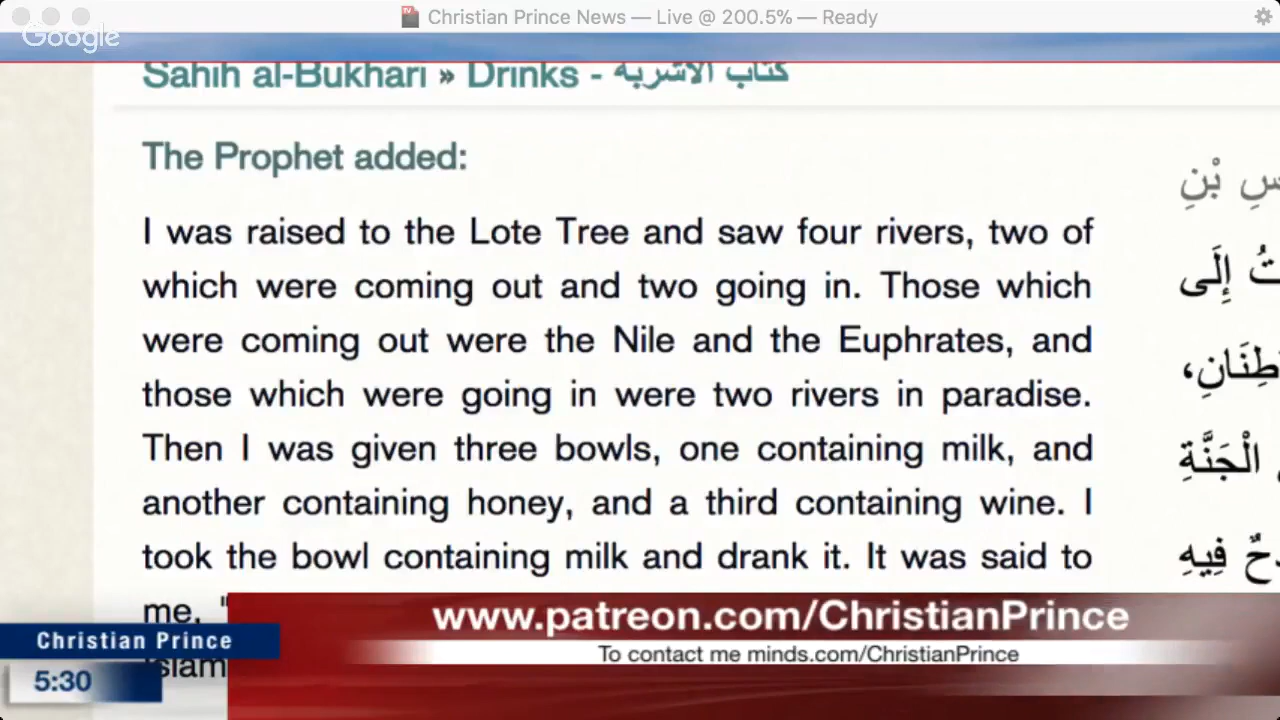 Christian Prince News — Live @ 200.5% — Ready
Google
Sahih al-Bukhari » Drinks - كتاب الأشربة
The Prophet added:
I was raised to the Lote Tree and saw four rivers, two of
which were coming out and two going in. Those which
were coming out were the Nile and the Euphrates, and
those which were going in were two rivers in paradise.
Then I was given three bowls, one containing milk, and
another containing honey, and a third containing wine. I
took the bowl containing milk and drank it. It was said to
me, "
Islam
بْنِ
إِلَى
الْجَنَّةِ
فِيهِ
www.patreon.com/ChristianPrince
To contact me minds.com/ChristianPrince
Christian Prince
5:30